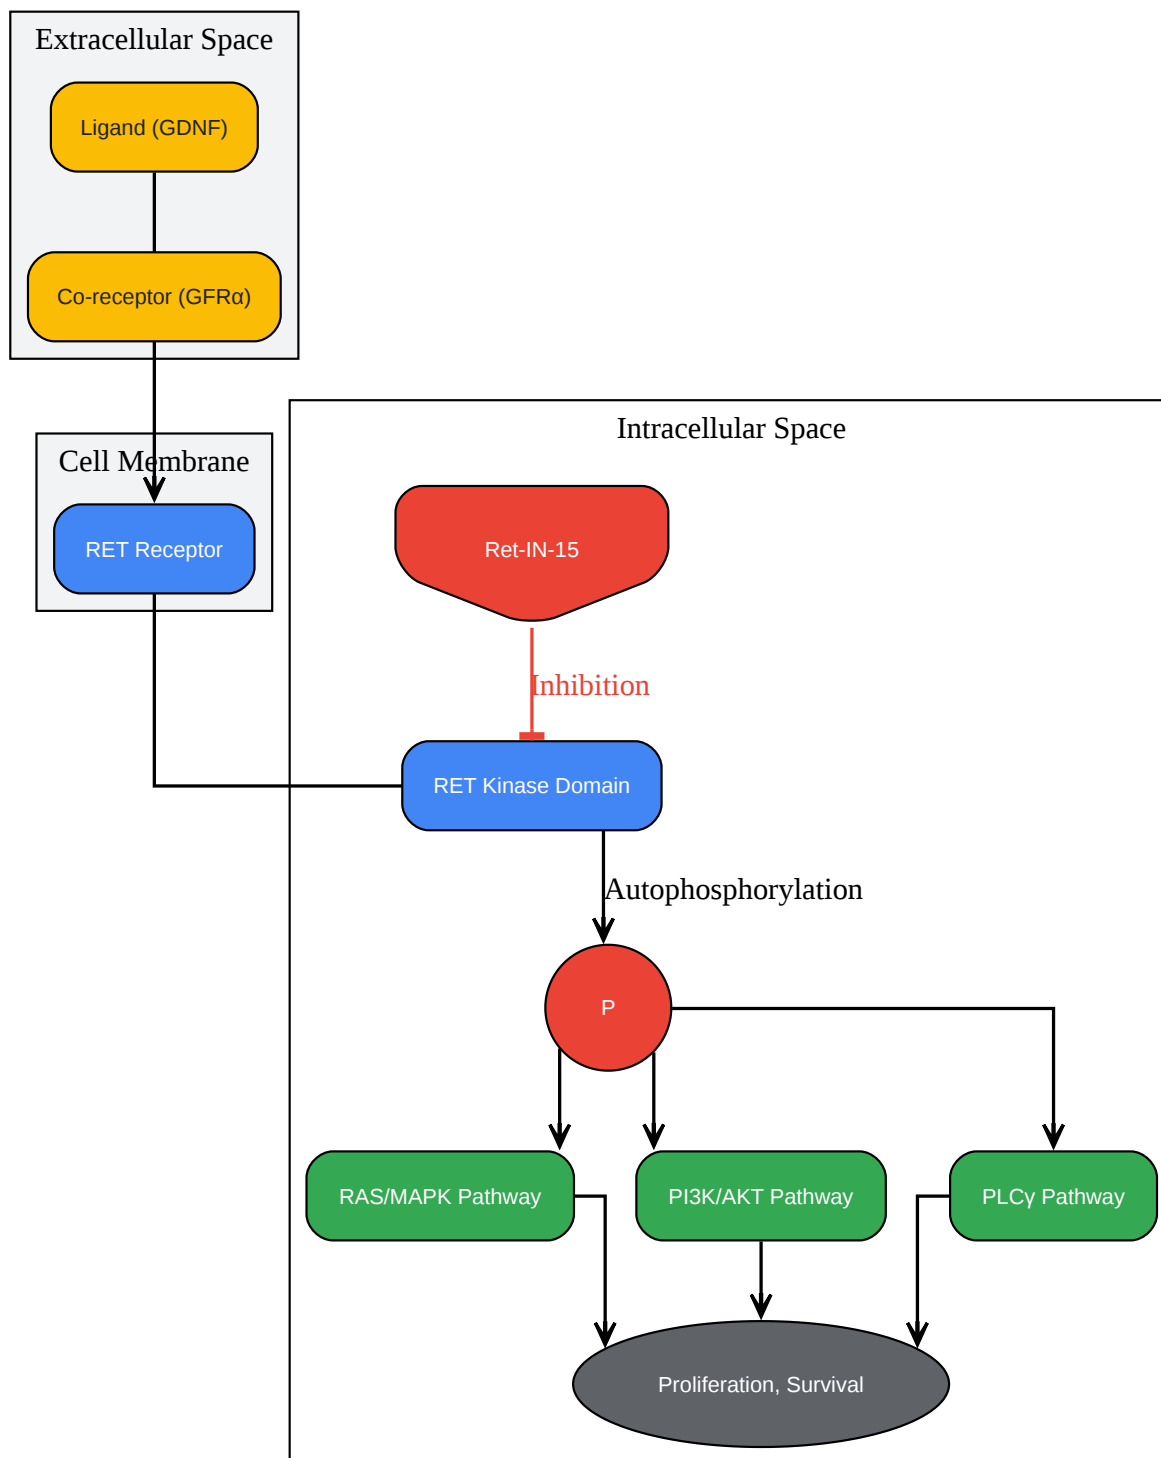 Extracellular Space
Ligand (GDNF)
Co-receptor (GFRα)
Cell Membrane
RET Receptor
Intracellular Space
Ret-IN-15
Inhibition
RET Kinase Domain
Autophosphorylation
P
RAS/MAPK Pathway
PI3K/AKT Pathway
PLCγ Pathway
Proliferation, Survival